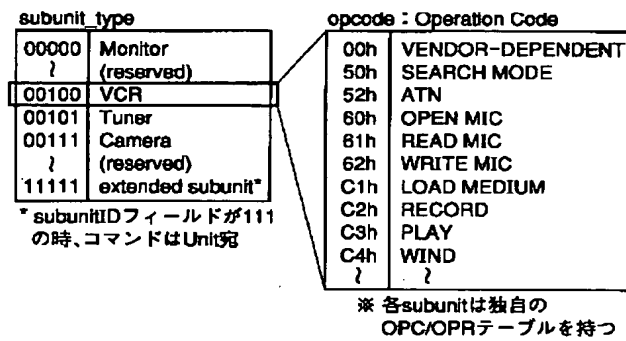 subunit_type
00000 Monitor
≀ (reserved)
00100 VCR
00101 Tuner
00111 Camera
≀ (reserved)
11111 extended subunit*
* subunitIDフィールドが111
の時、コマンドはUnit宛
opcode：Operation Code
00h VENDOR-DEPENDENT
50h SEARCH MODE
52h ATN
60h OPEN MIC
61h READ MIC
62h WRITE MIC
C1h LOAD MEDIUM
C2h RECORD
C3h PLAY
C4h WIND
≀ ≀
※ 各subunitは独自の
OPC/OPRテーブルを持つ